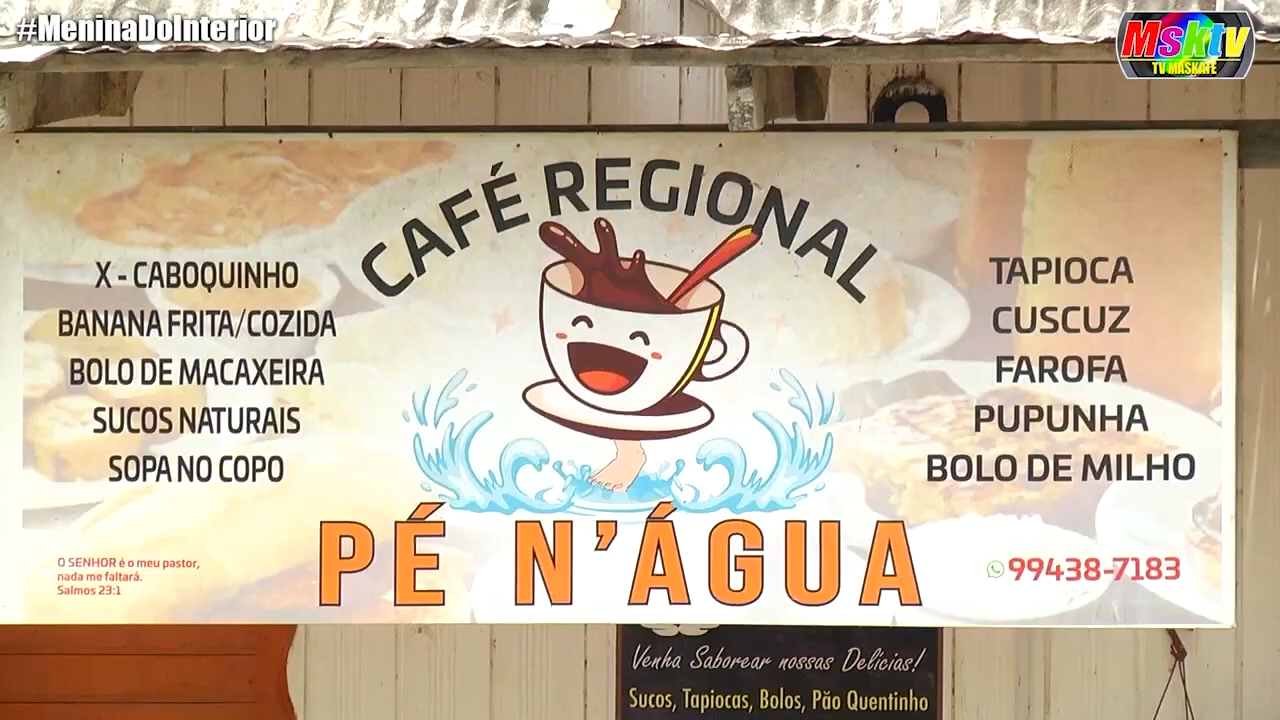 #MeninaDoInterior
MsKtv
TV MASKATE
CAFÉ REGIONAL
X - CABOQUINHO
BANANA FRITA/COZIDA
BOLO DE MACAXEIRA
SUCOS NATURAIS
SOPA NO COPO
TAPIOCA
CUSCUZ
FAROFA
PUPUNHA
BOLO DE MILHO
PÉ N'ÁGUA
O SENHOR é o meu pastor,
nada me faltará.
Salmos 23:1
99438-7183
Venha Saborear nossas Delícias!
Sucos, Tapiocas, Bolos, Pão Quentinho